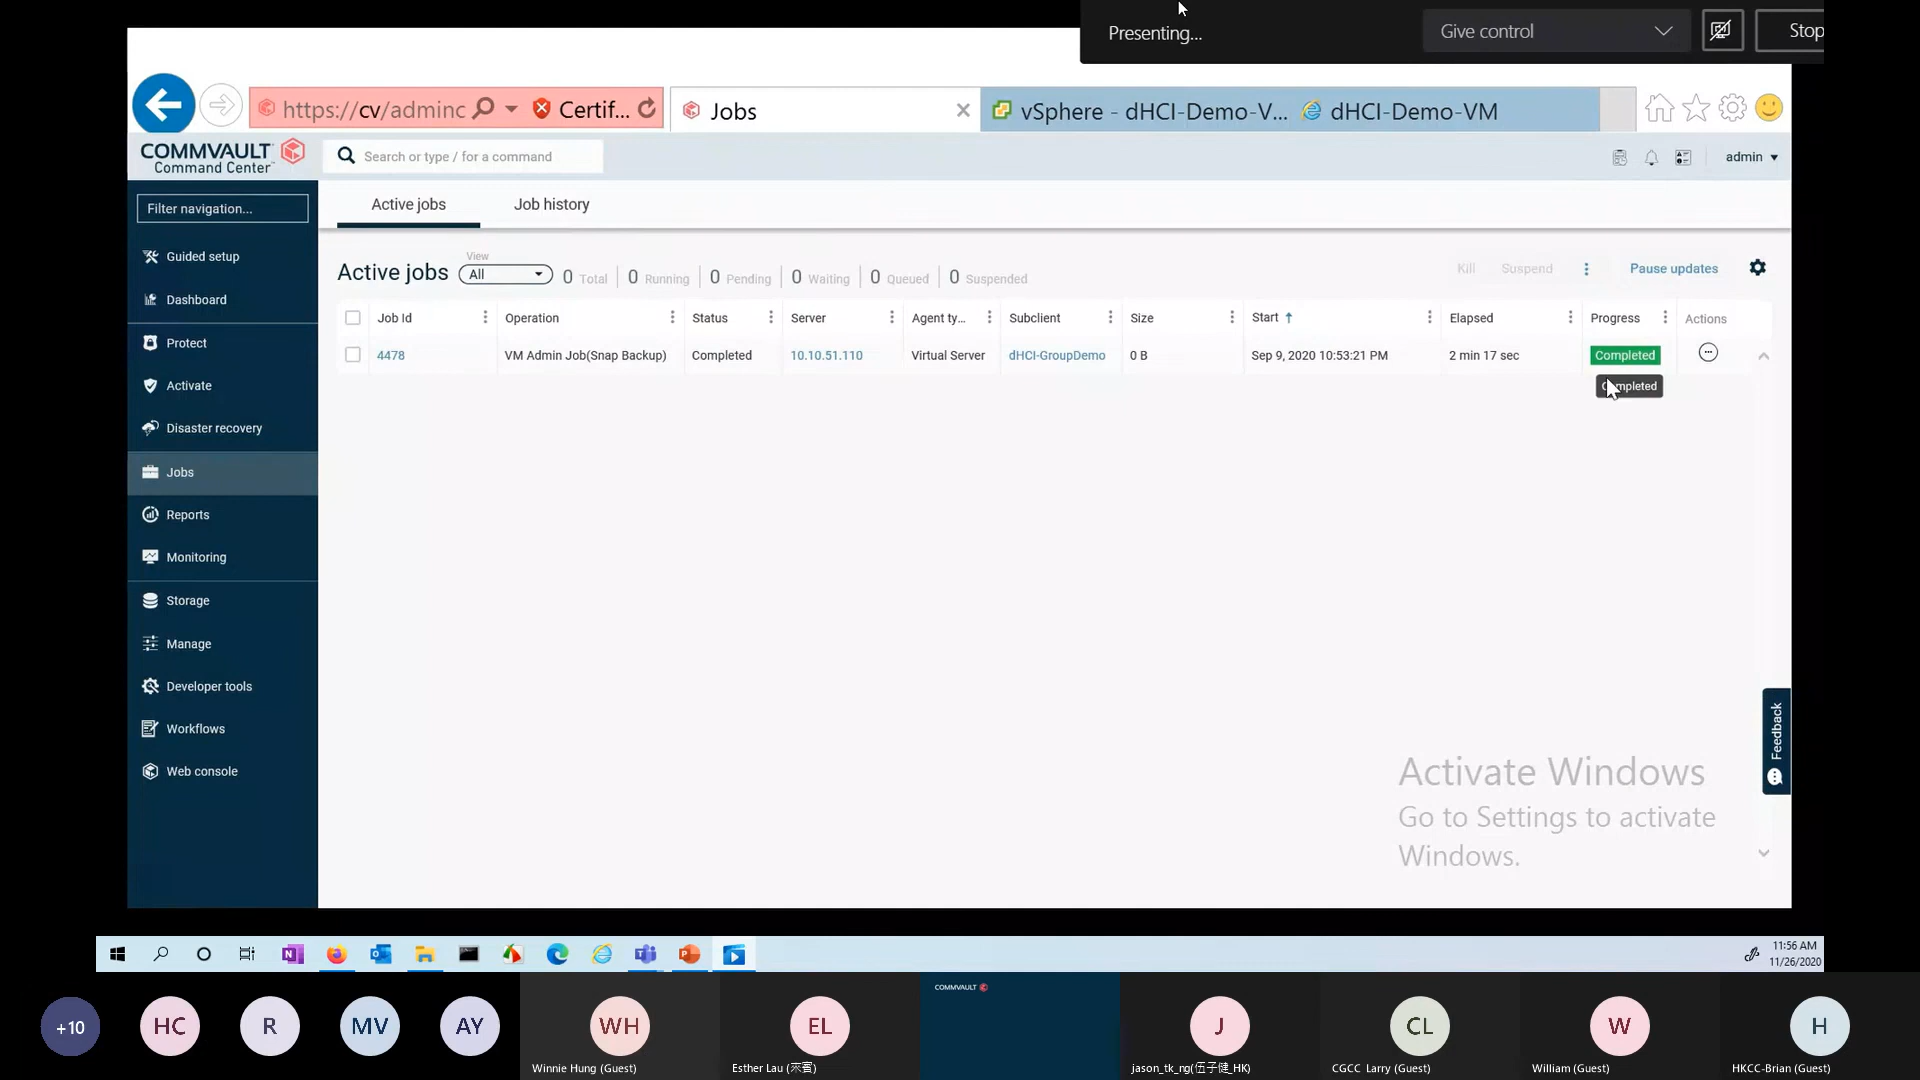 Presenting...
Give control
Stop
https://cv/adminc
Certif...
Jobs
vSphere - dHCI-Demo-V...
dHCI-Demo-VM
COMMVAULT
Command Center
Search or type / for a command
admin
Filter navigation...
Active jobs
Job history
Guided setup
Dashboard
Protect
Activate
Disaster recovery
Jobs
Reports
Monitoring
Storage
Manage
Developer tools
Workflows
Web console
Active jobs
View
All
0 Total
0 Running
0 Pending
0 Waiting
0 Queued
0 Suspended
Kill
Suspend
Pause updates
Job Id
Operation
Status
Server
Agent ty...
Subclient
Size
Start
Elapsed
Progress
Actions
4478
VM Admin Job(Snap Backup)
Completed
10.10.51.110
Virtual Server
dHCI-GroupDemo
0 B
Sep 9, 2020 10:53:21 PM
2 min 17 sec
Completed
Feedback
Activate Windows
Go to Settings to activate
Windows.
11:56 AM
11/26/2020
+10
HC
R
MV
AY
WH
Winnie Hung (Guest)
EL
COMMVAULT
J
jason_tk_ng(伍子健_HK)
CL
CGCC Larry (Guest)
W
William (Guest)
H
HKCC-Brian (Guest)